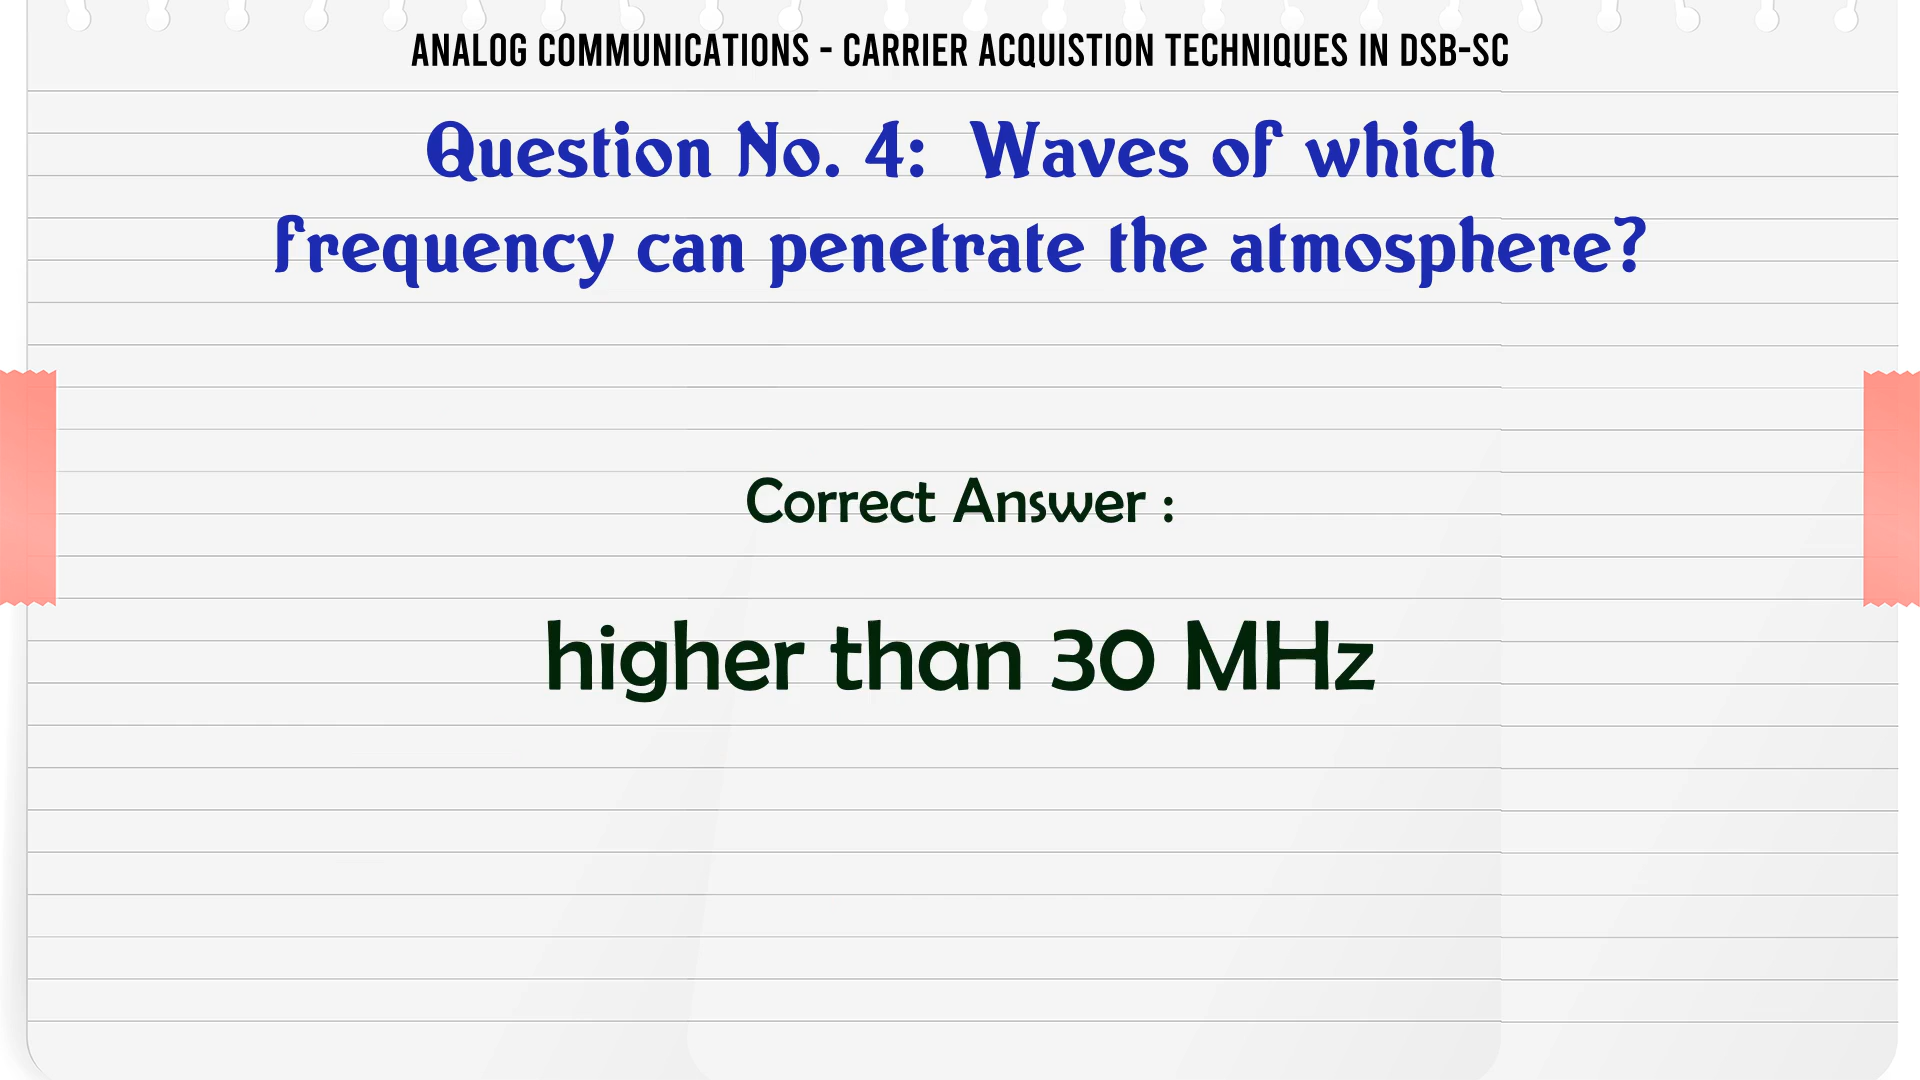 ANALOG COMMUNICATIONS - CARRIER ACQUISTION TECHNIQUES IN DSB-SC
Question No. 4:  Waves of which
frequency can penetrate the atmosphere?
Correct Answer :
higher than 30 MHz